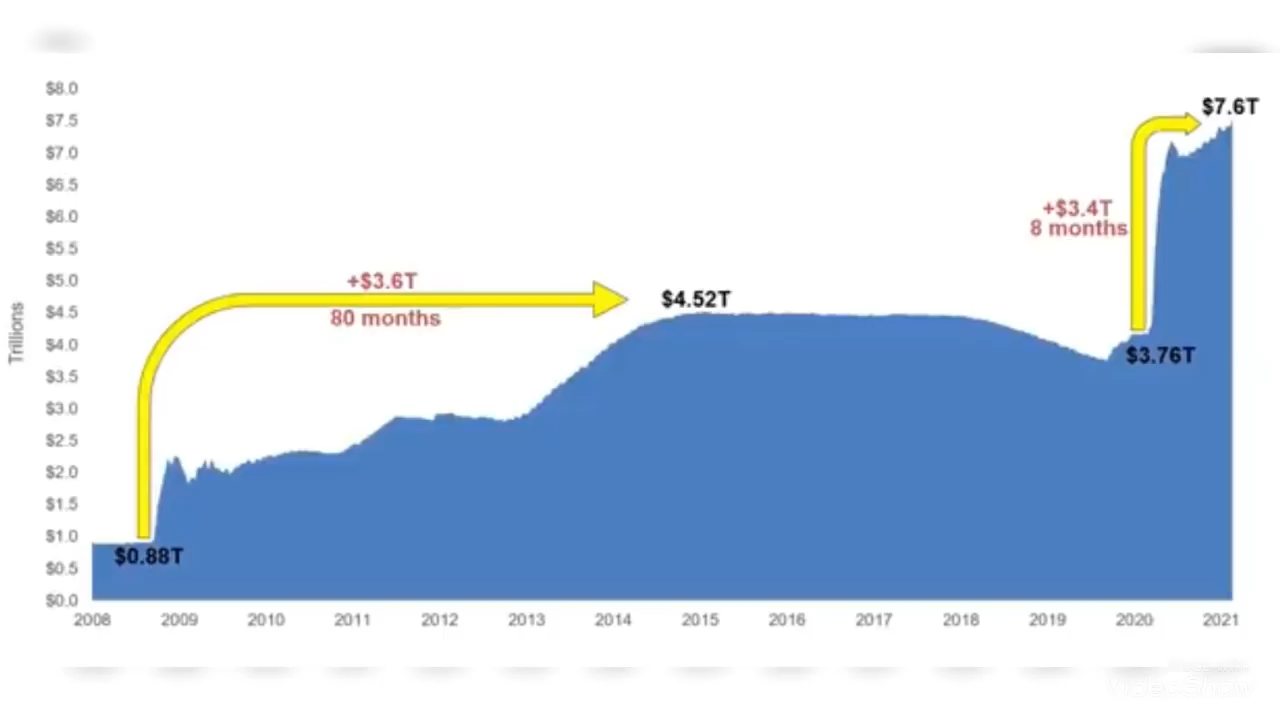 $8.0
$7.5
$7.0
$6.5
$6.0
$5.5
$5.0
$4.5
$4.0
$3.5
$3.0
$2.5
$2.0
$1.5
$1.0
$0.5
$0.0
Trillions
$0.88T
+$3.6T
80 months
$4.52T
+$3.4T
8 months
$3.76T
$7.6T
2008 2009 2010 2011 2012 2013 2014 2015 2016 2017 2018 2019 2020 2021
VideoShow